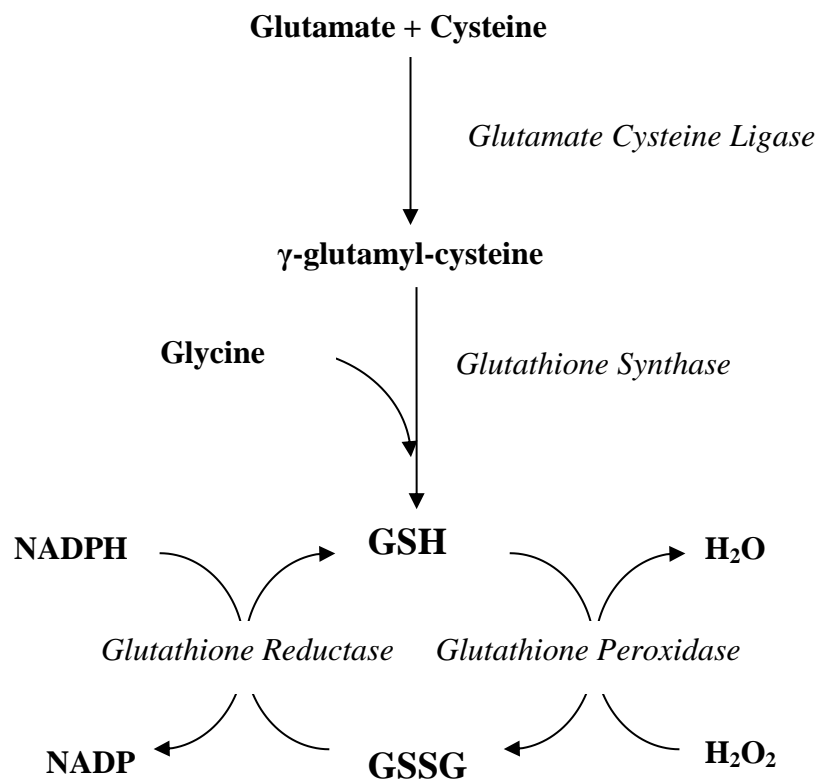 Glutamate + Cysteine
Glutamate Cysteine Ligase
γ-glutamyl-cysteine
Glycine
Glutathione Synthase
NADPH
GSH
H₂O
Glutathione Reductase
Glutathione Peroxidase
NADP
GSSG
H₂O₂